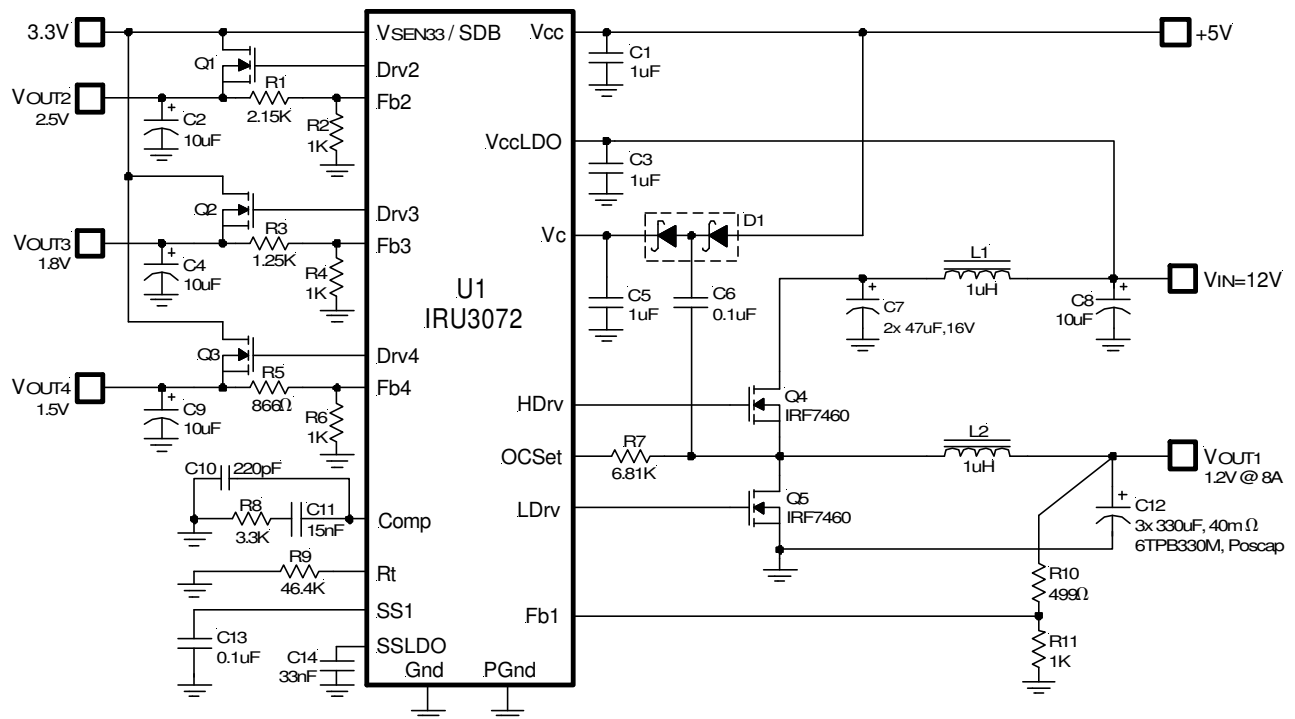 3.3V
VOUT2
2.5V
VOUT3
1.8V
VOUT4
1.5V
Q1
R1
2.15K
C2
10uF
R2
1K
Q2
R3
1.25K
C4
10uF
R4
1K
Q3
R5
866Ω
C9
10uF
R6
1K
C10
220pF
R8
3.3K
C11
15nF
R9
46.4K
C13
0.1uF
C14
33nF
VSEN33 / SDB
Drv2
Fb2
Drv3
Fb3
Drv4
Fb4
Comp
Rt
SS1
SSLDO
Gnd
PGnd
U1
IRU3072
Vcc
VccLDO
Vc
HDrv
OCSet
LDrv
Fb1
C1
1uF
C3
1uF
D1
C5
1uF
C6
0.1uF
C7
2x 47uF,16V
L1
1uH
C8
10uF
+5V
VIN=12V
Q4
IRF7460
R7
6.81K
Q5
IRF7460
L2
1uH
VOUT1
1.2V @ 8A
C12
3x 330uF, 40mΩ
6TPB330M, Poscap
R10
499Ω
R11
1K